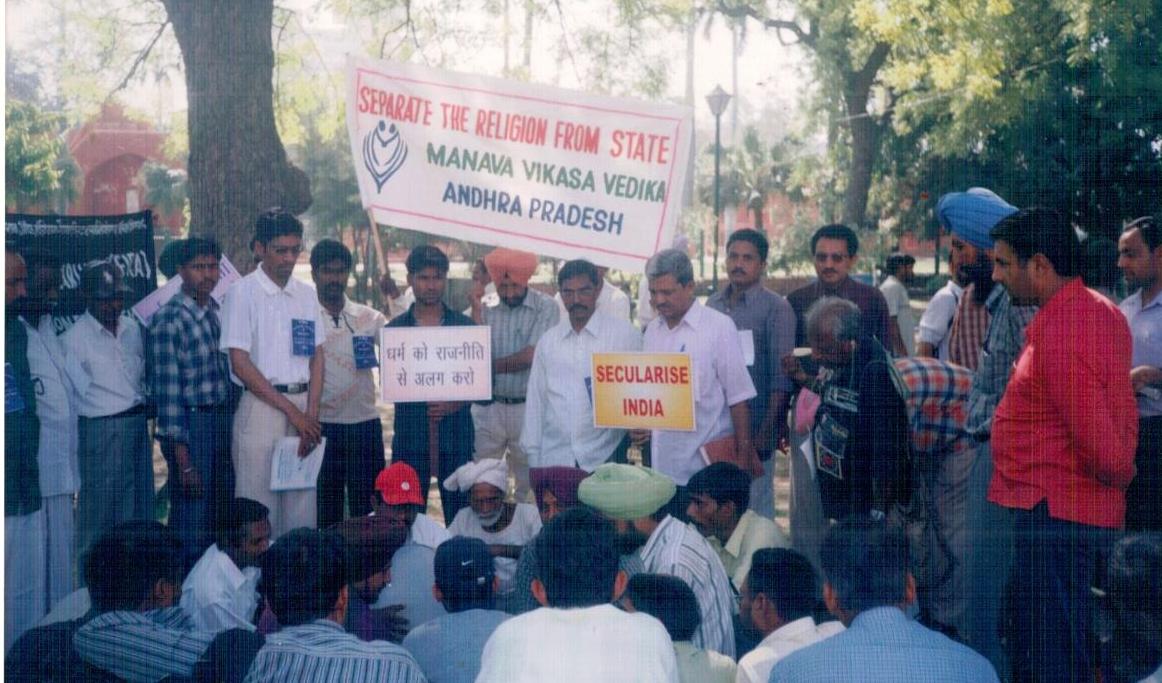 SEPARATE THE RELIGION FROM STATE
MANAVA VIKASA VEDIKA
ANDHRA PRADESH
धर्म को राजनीति
से अलग करो
SECULARISE
INDIA